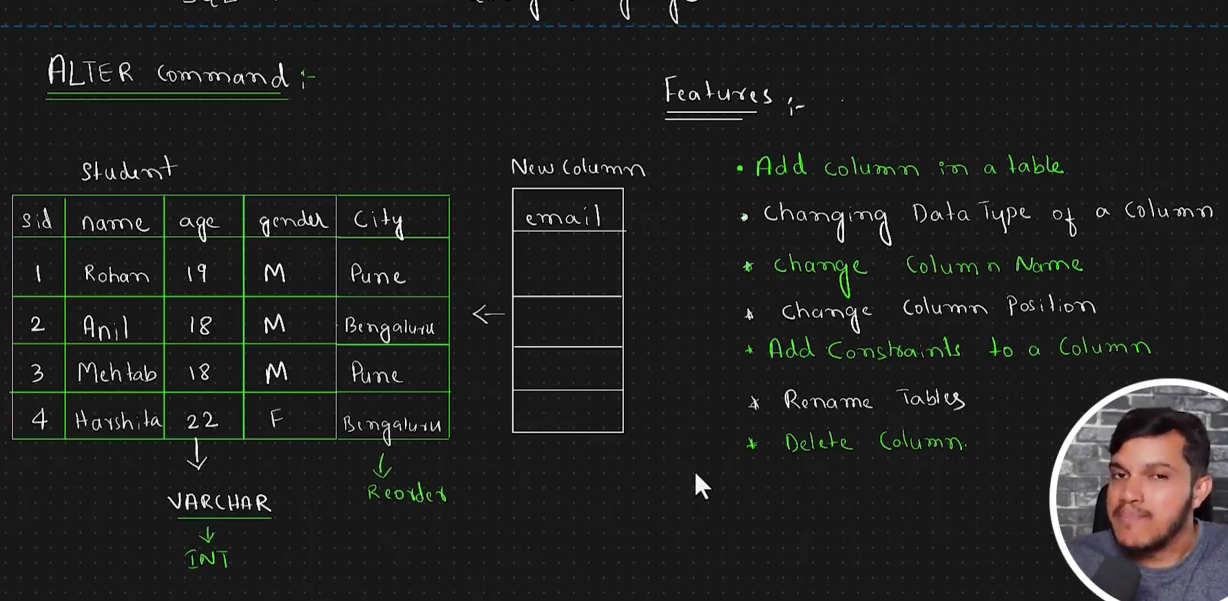 ALTER Command :-
Features :-
Student
New Column
sid name age gender City
email
1 Rohan 19 M Pune
2 Anil 18 M Bengaluru
3 Mehtab 18 M Pune
4 Harshita 22 F Bengaluru
VARCHAR
INT
Reorder
• Add column in a table
• Changing Data Type of a Column
* Change Column Name
* Change Column Position
* Add Constraints to a Column
* Rename Tables
* Delete Column.